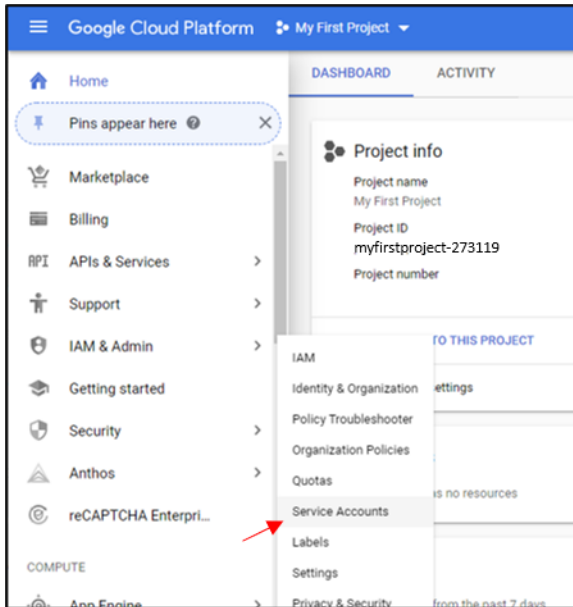 Google Cloud Platform My First Project
Home
Pins appear here
Marketplace
Billing
API APIs & Services
Support
IAM & Admin
Getting started
Security
Anthos
reCAPTCHA Enterpri...
COMPUTE
App Engine
DASHBOARD ACTIVITY
Project info
Project name
My First Project
Project ID
myfirstproject-273119
Project number
TO THIS PROJECT
ettings
as no resources
from the past 7 days
IAM
Identity & Organization
Policy Troubleshooter
Organization Policies
Quotas
Service Accounts
Labels
Settings
Privacy & Security